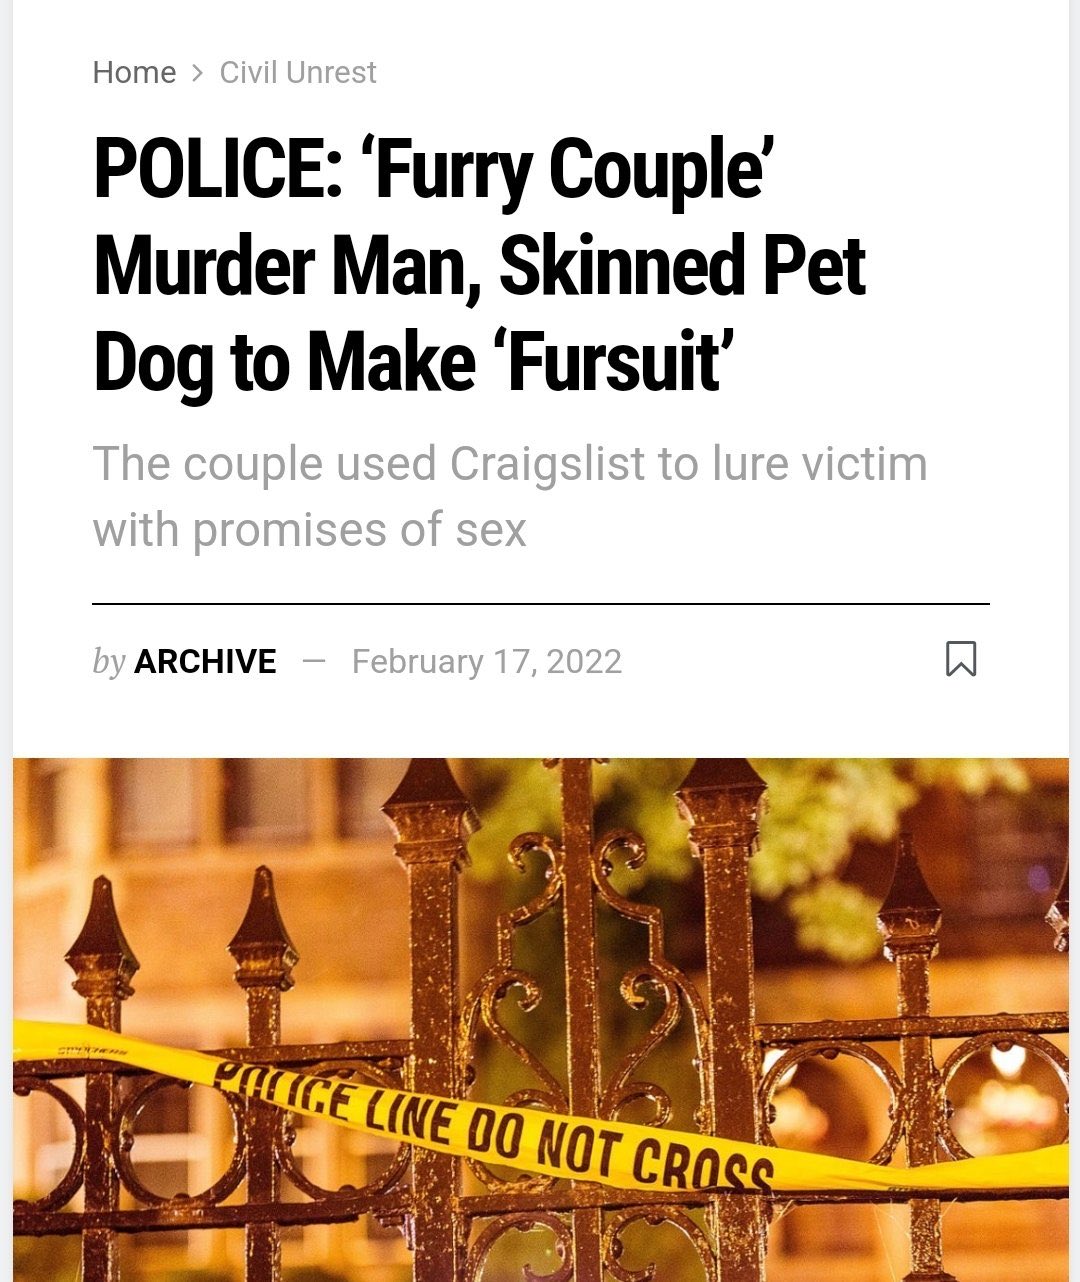 Home > Civil Unrest
POLICE: ‘Furry Couple’
Murder Man, Skinned Pet
Dog to Make ‘Fursuit’
The couple used Craigslist to lure victim
with promises of sex
by ARCHIVE — February 17, 2022
POLICE LINE DO NOT CROSS